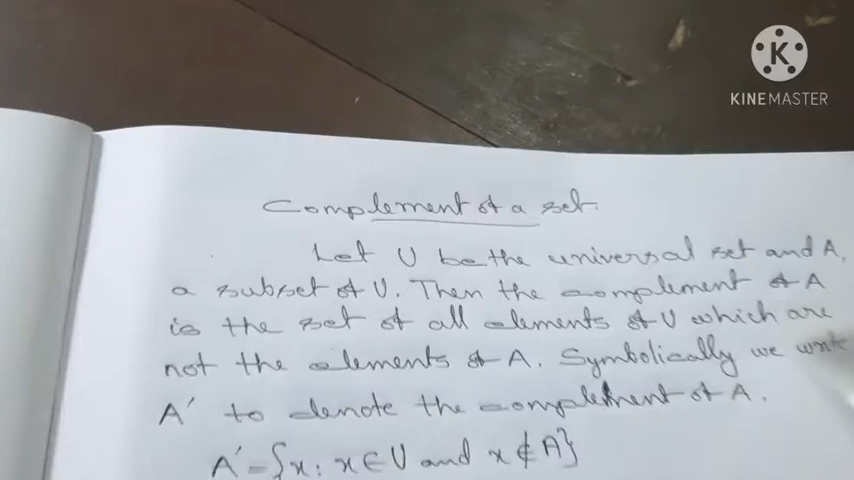 KINEMASTER
Complement of a set.
Let U be the universal set and A,
a subset of U. Then the complement of A
is the set of all elements of U which are
not the elements of A. Symbolically we write
A′ to denote the complement of A.
A′ = {x : x ∈ U and x ∉ A}